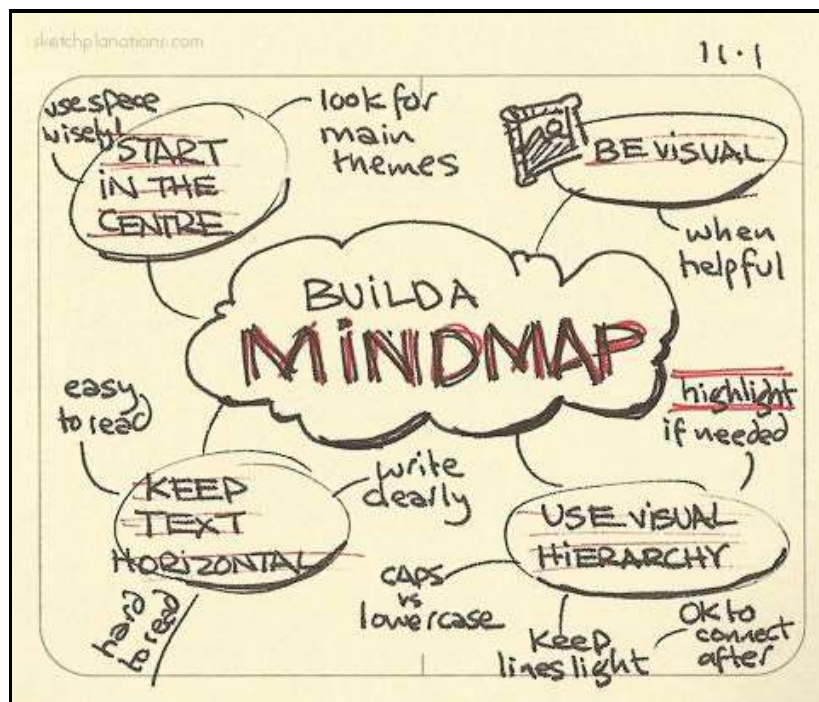 sketchplanations.com
11.1
use space
wisely!
START
IN THE
CENTRE
look for
main
themes
BE VISUAL
when
helpful
BUILD A
MINDMAP
easy
to read
KEEP
TEXT
HORIZONTAL
write
clearly
hard
to read
highlight
if needed
USE VISUAL
HIERARCHY
CAPS
vs
lowercase
Keep
lines light
OK to
connect
after